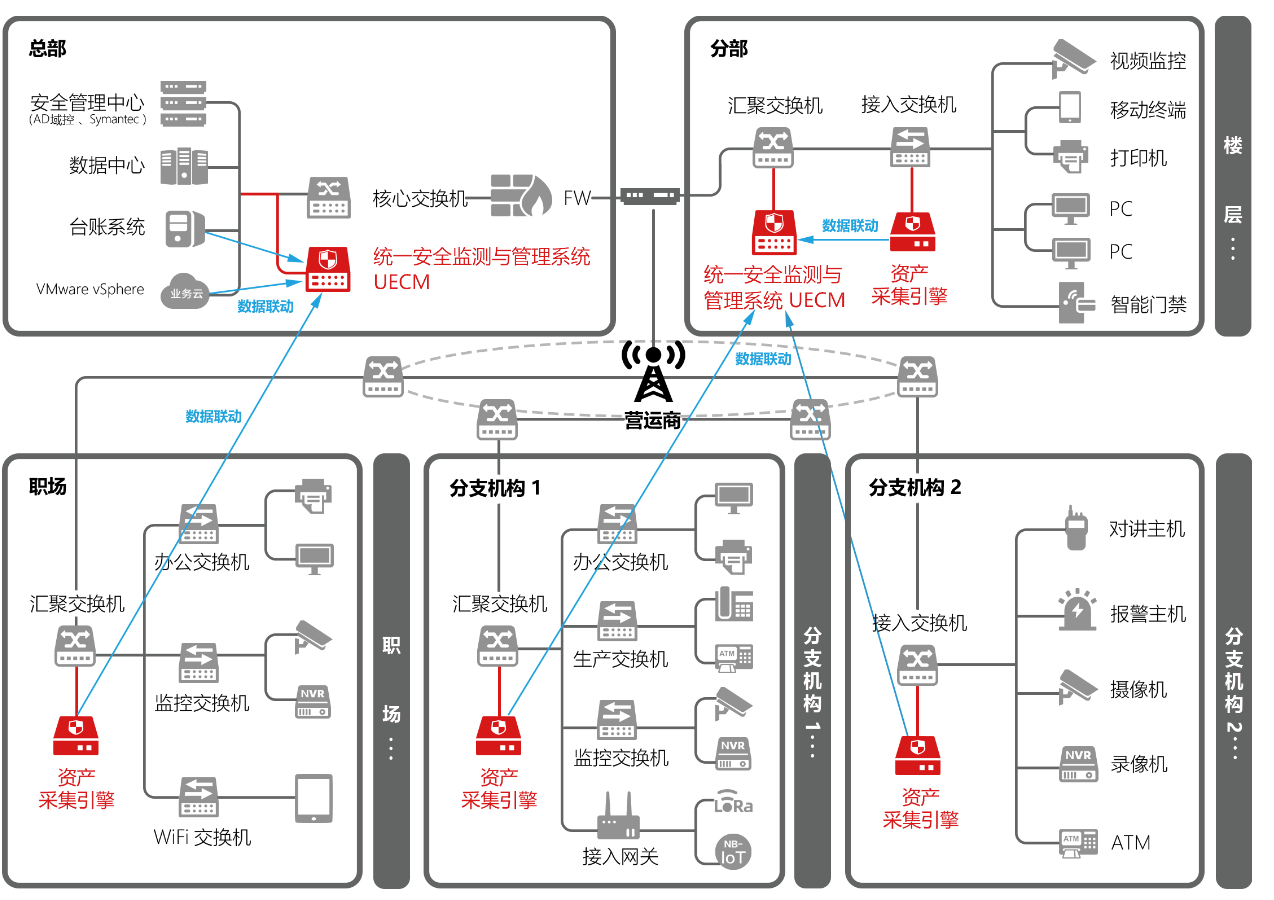 总部
安全管理中心
(AD域控 、Symantec )
数据中心
台账系统
VMware vSphere
业务云
核心交换机
FW
统一安全监测与管理系统
UECM
数据联动
分部
汇聚交换机
接入交换机
数据联动
统一安全监测与
管理系统 UECM
资产
采集引擎
视频监控
移动终端
打印机
PC
PC
智能门禁
楼层...
数据联动
数据联动
营运商
职场
办公交换机
汇聚交换机
监控交换机
NVR
资产
采集引擎
WiFi 交换机
职场...
分支机构 1
办公交换机
汇聚交换机
生产交换机
ATM
监控交换机
NVR
资产
采集引擎
接入网关
LoRa
NB-
IoT
分支机构 1...
分支机构 2
对讲主机
接入交换机
报警主机
摄像机
NVR
录像机
资产
采集引擎
ATM
ATM
分支机构 2...